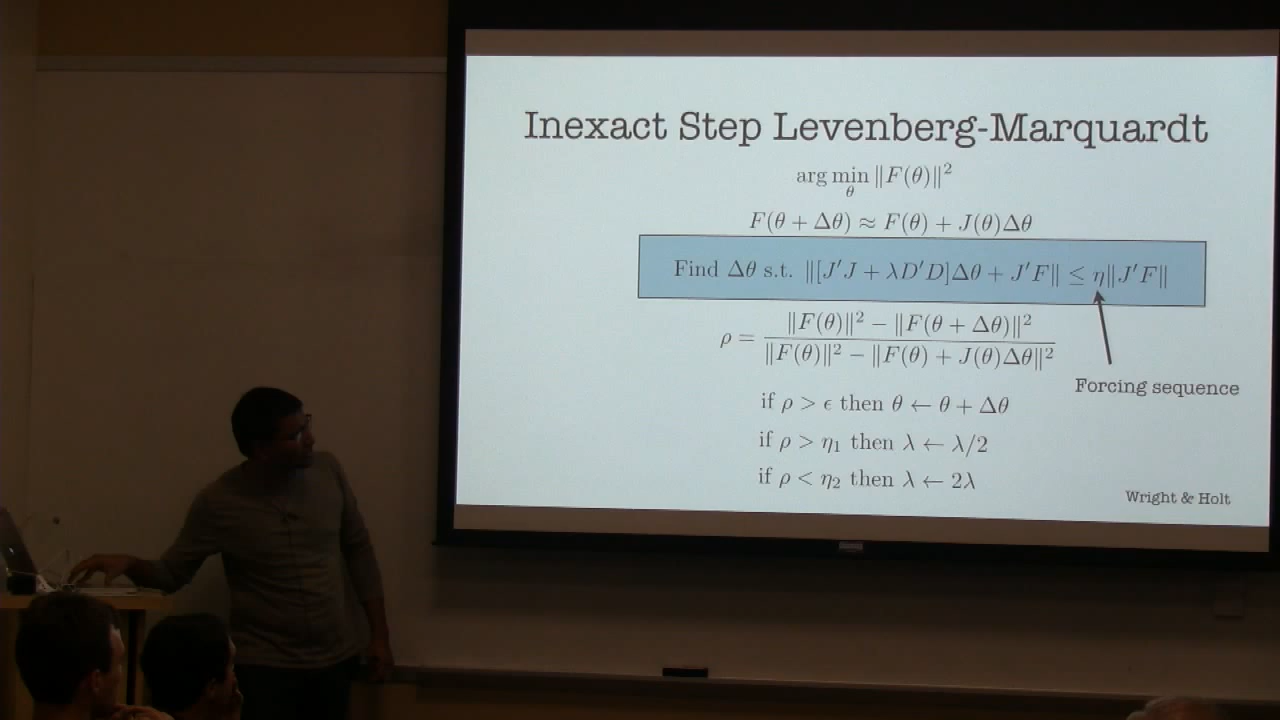 Inexact Step Levenberg-Marquardt
arg min_θ ‖F(θ)‖²
F(θ + Δθ) ≈ F(θ) + J(θ)Δθ
Find Δθ s.t. ‖[J′J + λD′D]Δθ + J′F‖ ≤ η‖J′F‖
ρ = (‖F(θ)‖² − ‖F(θ + Δθ)‖²) / (‖F(θ)‖² − ‖F(θ) + J(θ)Δθ‖²)
Forcing sequence
if ρ > ϵ then θ ← θ + Δθ
if ρ > η₁ then λ ← λ/2
if ρ < η₂ then λ ← 2λ
Wright & Holt